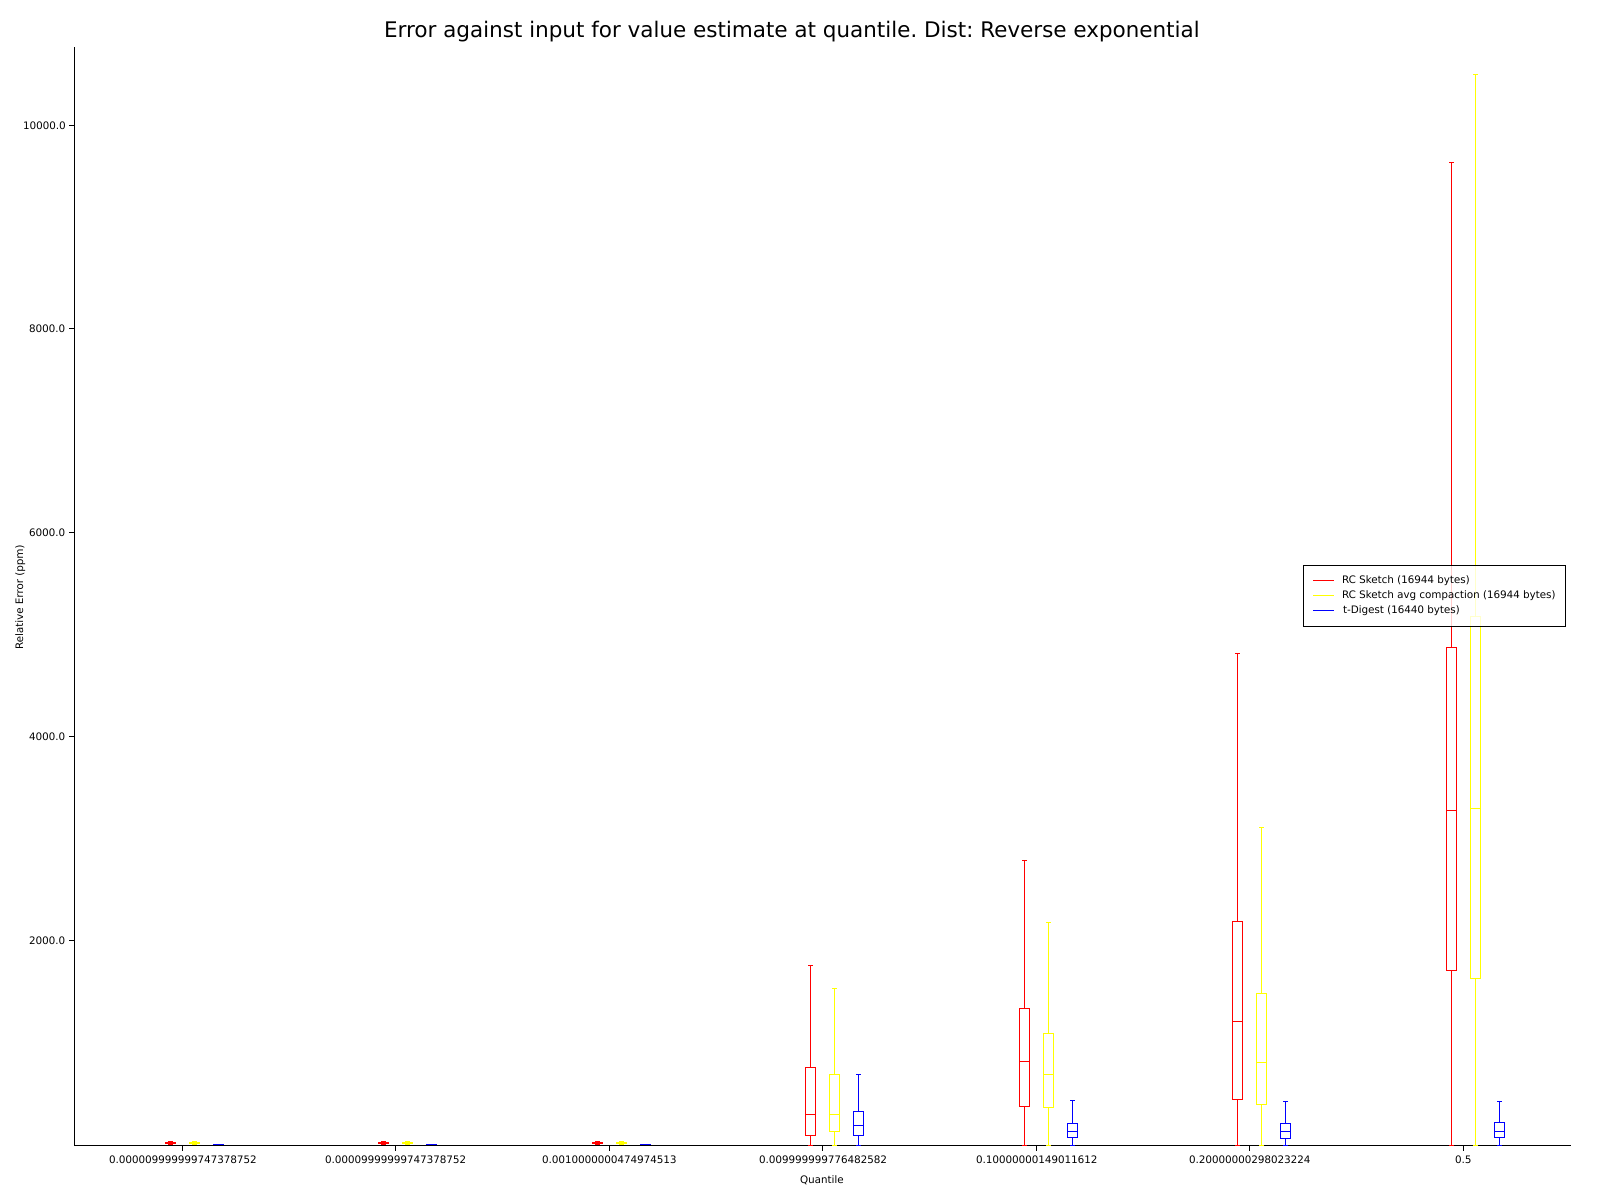 Error against input for value estimate at quantile. Dist: Reverse exponential
10000.0
8000.0
6000.0
4000.0
2000.0
Relative Error (ppm)
RC Sketch (16944 bytes)
RC Sketch avg compaction (16944 bytes)
t-Digest (16440 bytes)
0.000009999999747378752
0.00009999999747378752
0.0010000000474974513
0.009999999776482582
0.10000000149011612
0.20000000298023224
0.5
Quantile